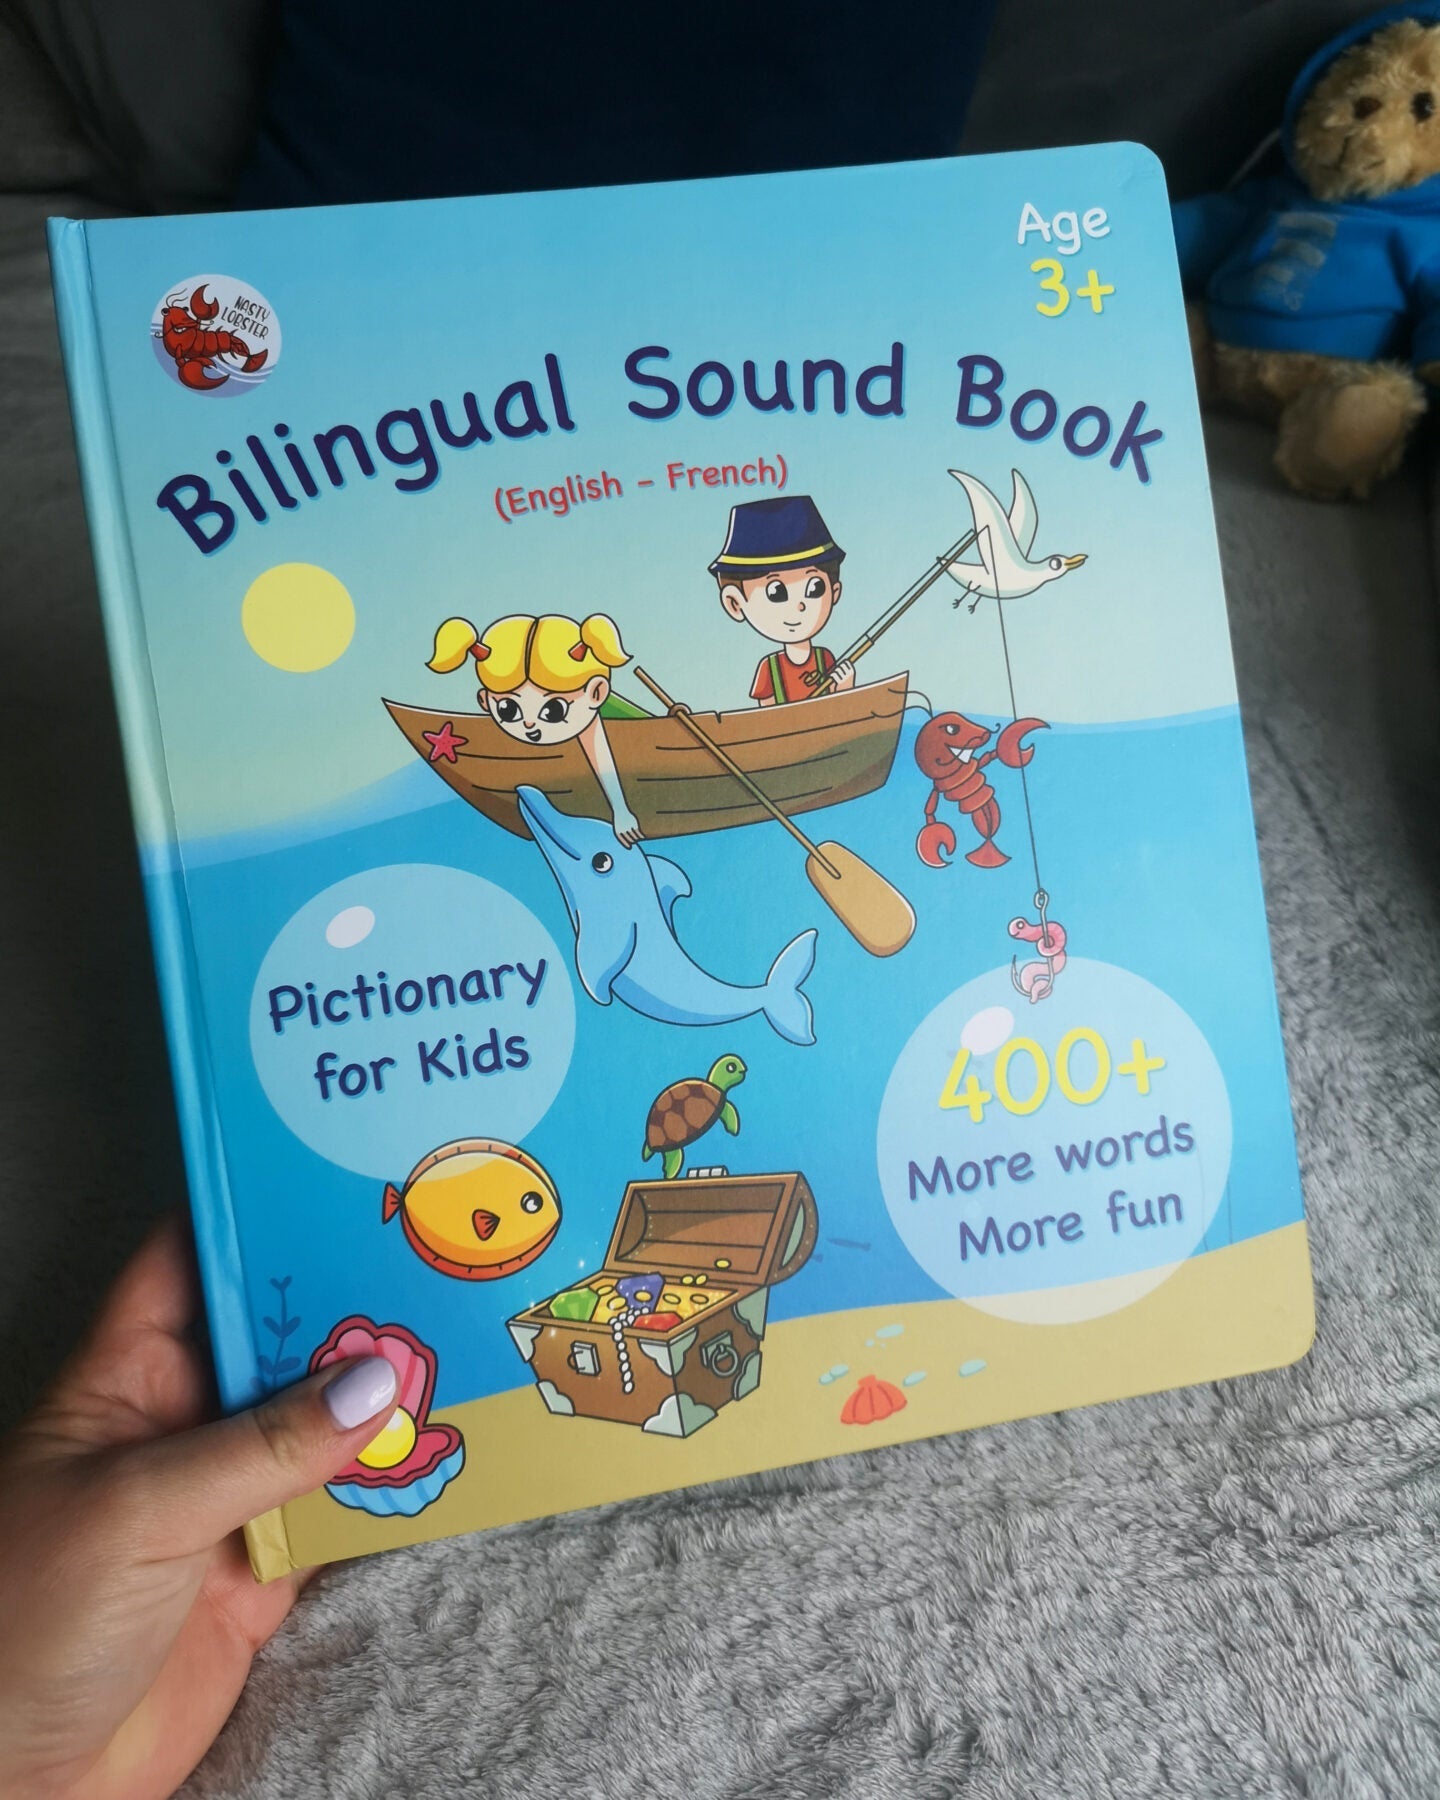 Age
3+
NASTY
LOBSTER
Bilingual Sound Book
(English - French)
Pictionary
for Kids
400+
More words
More fun